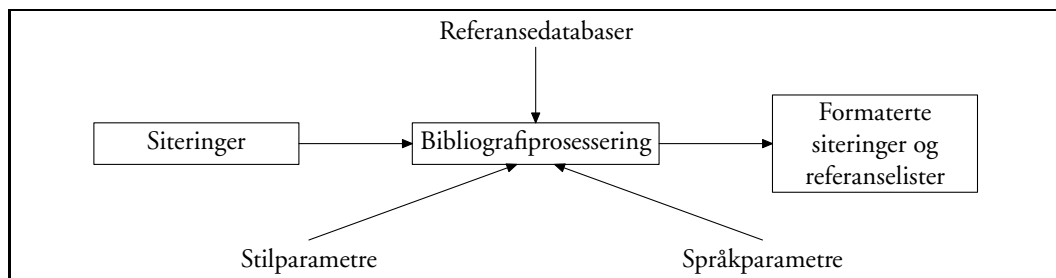 Referansedatabaser
Siteringer
Bibliografiprosessering
Formaterte
siteringer og
referanselister
Stilparametre
Språkparametre